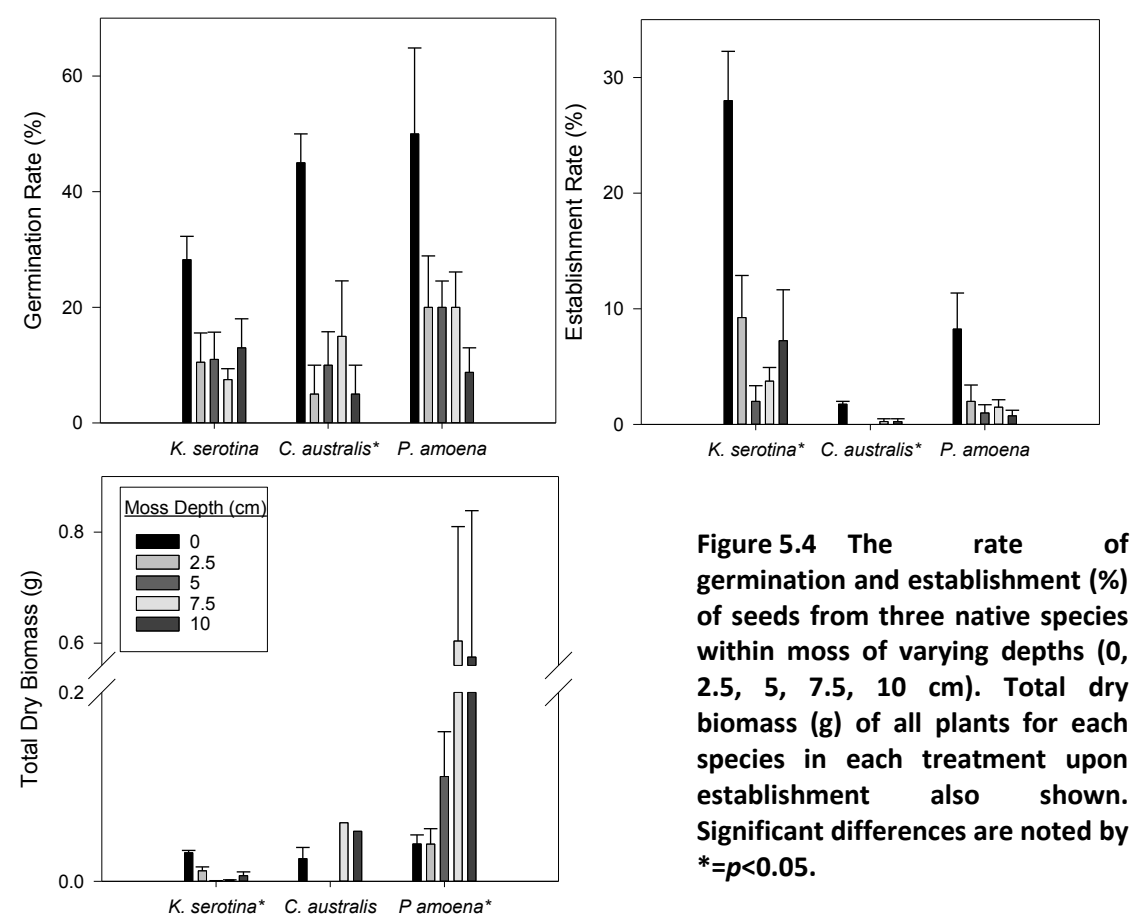 Germination Rate (%)
60
40
20
0
K. serotina C. australis* P. amoena
Establishment Rate (%)
30
20
10
0
K. serotina* C. australis* P. amoena
Total Dry Biomass (g)
0.8
0.6
0.2
0.0
Moss Depth (cm)
0
2.5
5
7.5
10
K. serotina* C. australis P amoena*
Figure 5.4 The rate of
germination and establishment (%)
of seeds from three native species
within moss of varying depths (0,
2.5, 5, 7.5, 10 cm). Total dry
biomass (g) of all plants for each
species in each treatment upon
establishment also shown.
Significant differences are noted by
*=p<0.05.